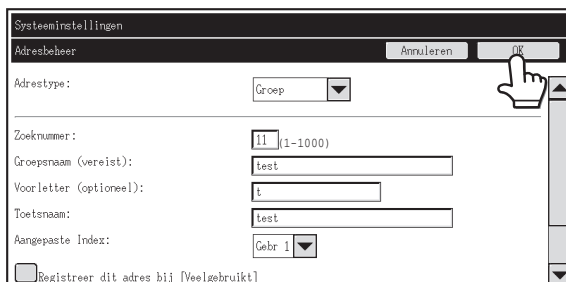 Systeeminstellingen
Adresbeheer Annuleren OK
Adrestype: Groep
Zoeknummer: 11 (1-1000)
Groepsnaam (vereist): test
Voorletter (optioneel): t
Toetsnaam: test
Aangepaste Index: Gebr 1
Registreer dit adres bij [Veelgebruikt]